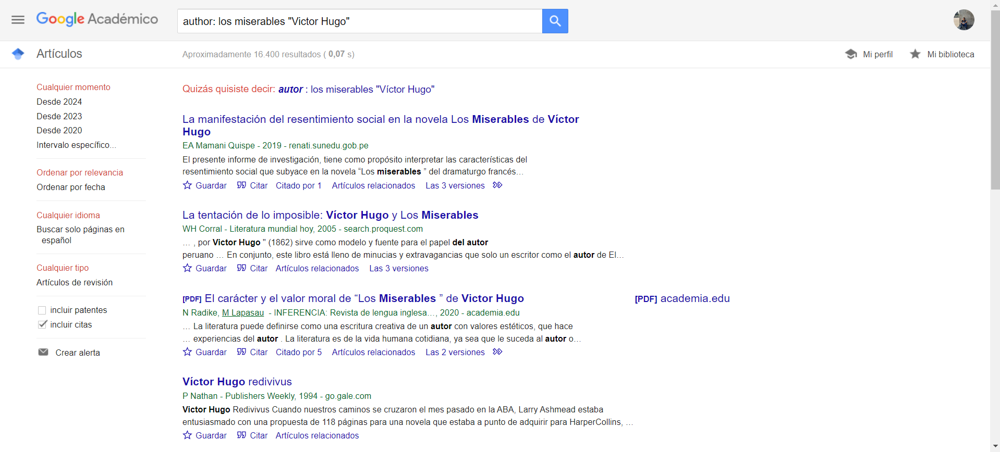 Google Académico
author: los miserables "Victor Hugo"
Artículos
Aproximadamente 16.400 resultados ( 0,07 s)
Mi perfil
Mi biblioteca
Cualquier momento
Desde 2024
Desde 2023
Desde 2020
Intervalo específico...
Ordenar por relevancia
Ordenar por fecha
Cualquier idioma
Buscar solo páginas en
español
Cualquier tipo
Artículos de revisión
incluir patentes
incluir citas
Crear alerta
Quizás quisiste decir: autor : los miserables "Víctor Hugo"
La manifestación del resentimiento social en la novela Los Miserables de Víctor
Hugo
EA Mamani Quispe - 2019 - renati.sunedu.gob.pe
El presente informe de investigación, tiene como propósito interpretar las características del
resentimiento social que subyace en la novela “Los miserables ” del dramaturgo francés…
Guardar Citar Citado por 1 Artículos relacionados Las 3 versiones
La tentación de lo imposible: Víctor Hugo y Los Miserables
WH Corral - Literatura mundial hoy, 2005 - search.proquest.com
… , por Victor Hugo " (1862) sirve como modelo y fuente para el papel del autor
peruano … En conjunto, este libro está lleno de minucias y extravagancias que solo un escritor como el autor de El…
Guardar Citar Artículos relacionados Las 3 versiones
[PDF] El carácter y el valor moral de “Los Miserables ” de Victor Hugo
[PDF] academia.edu
N Radike, M Lapasau - INFERENCIA: Revista de lengua inglesa…, 2020 - academia.edu
… La literatura puede definirse como una escritura creativa de un autor con valores estéticos, que hace
… experiencias del autor . La literatura es de la vida humana cotidiana, ya sea que le suceda al autor o…
Guardar Citar Citado por 5 Artículos relacionados Las 2 versiones
Víctor Hugo redivivus
P Nathan - Publishers Weekly, 1994 - go.gale.com
Victor Hugo Redivivus Cuando nuestros caminos se cruzaron el mes pasado en la ABA, Larry Ashmead estaba
entusiasmado con una propuesta de 118 páginas para una novela que estaba a punto de adquirir para HarperCollins, …
Guardar Citar Artículos relacionados